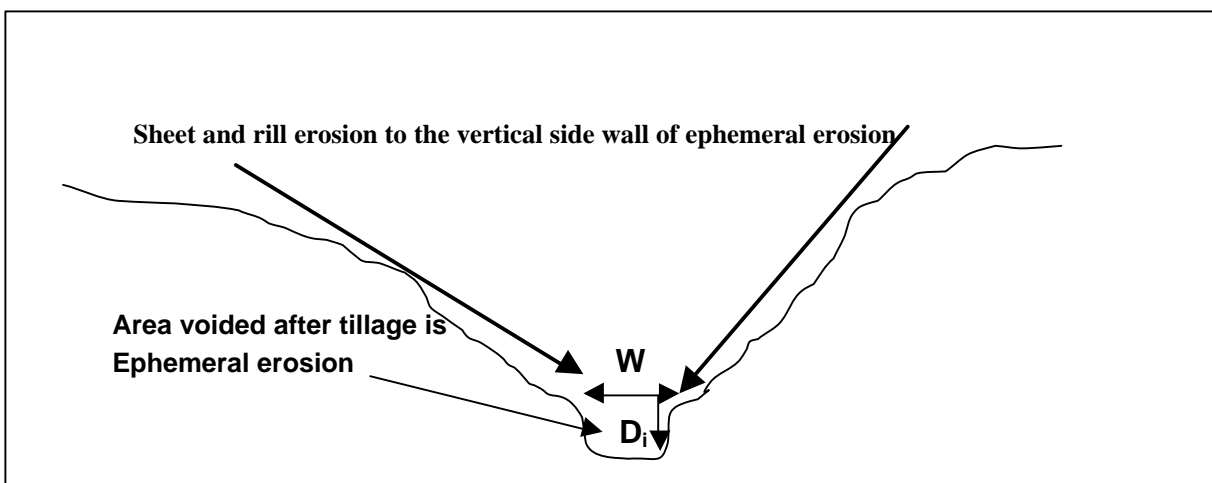 Sheet and rill erosion to the vertical side wall of ephemeral erosion
Area voided after tillage is
Ephemeral erosion
W
Di